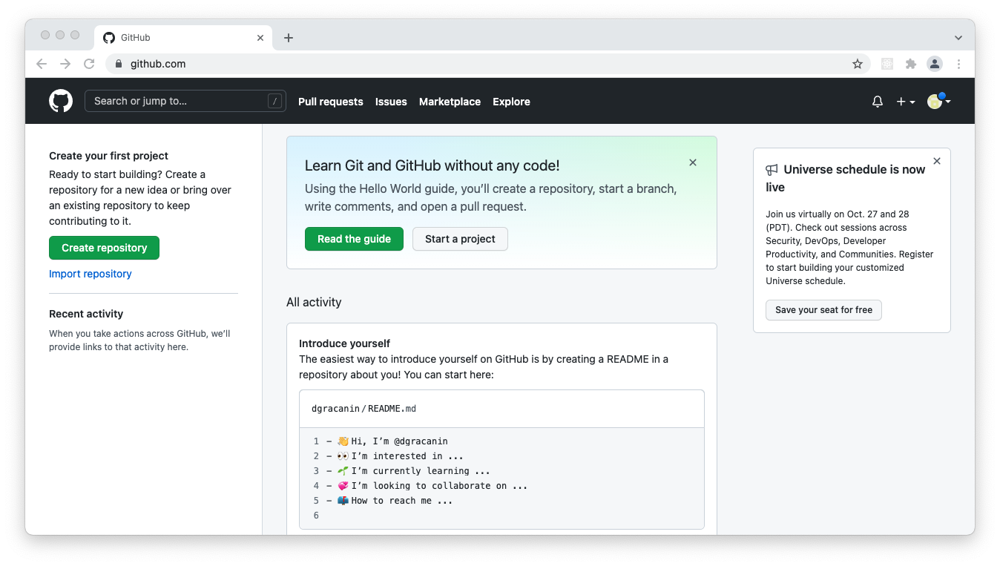 GitHub
github.com
Search or jump to... /
Pull requests Issues Marketplace Explore
Create your first project
Ready to start building? Create a
repository for a new idea or bring over
an existing repository to keep
contributing to it.
Create repository
Import repository
Recent activity
When you take actions across GitHub, we’ll
provide links to that activity here.
Learn Git and GitHub without any code!
Using the Hello World guide, you’ll create a repository, start a branch,
write comments, and open a pull request.
Read the guide Start a project
All activity
Introduce yourself
The easiest way to introduce yourself on GitHub is by creating a README in a
repository about you! You can start here:
dgracanin/README.md
1 - 👋 Hi, I’m @dgracanin
2 - 👀 I’m interested in ...
3 - 🌱 I’m currently learning ...
4 - 💞️ I’m looking to collaborate on ...
5 - 📫 How to reach me ...
6
Universe schedule is now
live
Join us virtually on Oct. 27 and 28
(PDT). Check out sessions across
Security, DevOps, Developer
Productivity, and Communities. Register
to start building your customized
Universe schedule.
Save your seat for free